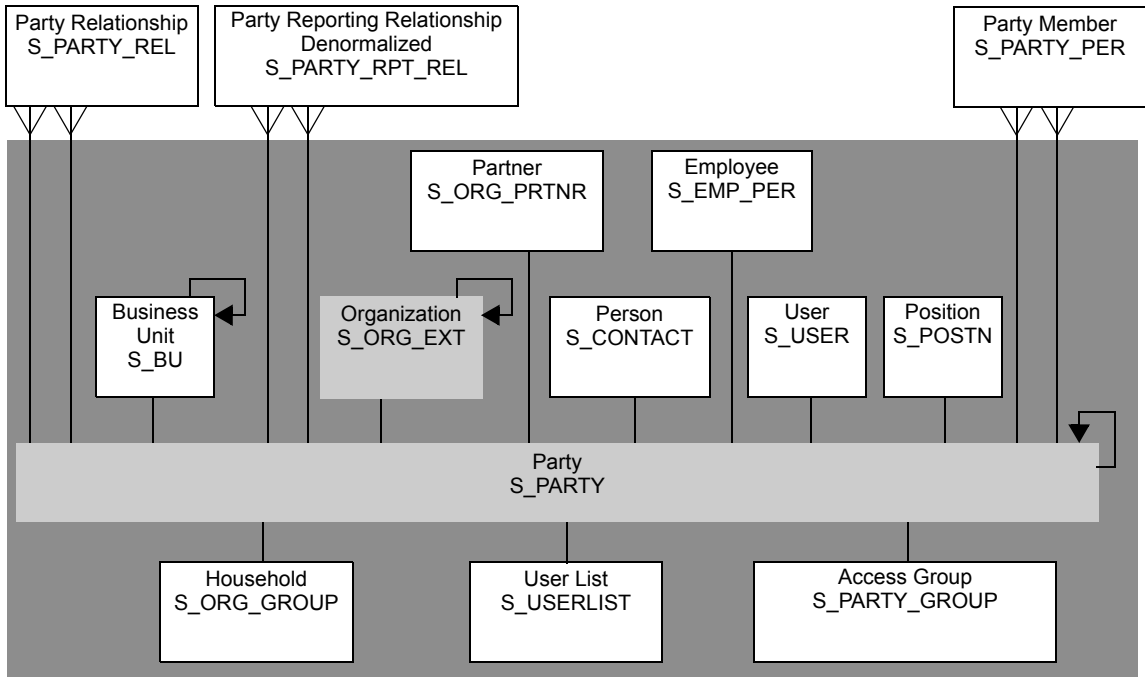 Party Relationship
S_PARTY_REL
Party Reporting Relationship
Denormalized
S_PARTY_RPT_REL
Party Member
S_PARTY_PER
Partner
S_ORG_PRTNR
Employee
S_EMP_PER
Business
Unit
S_BU
Organization
S_ORG_EXT
Person
S_CONTACT
User
S_USER
Position
S_POSTN
Party
S_PARTY
Household
S_ORG_GROUP
User List
S_USERLIST
Access Group
S_PARTY_GROUP